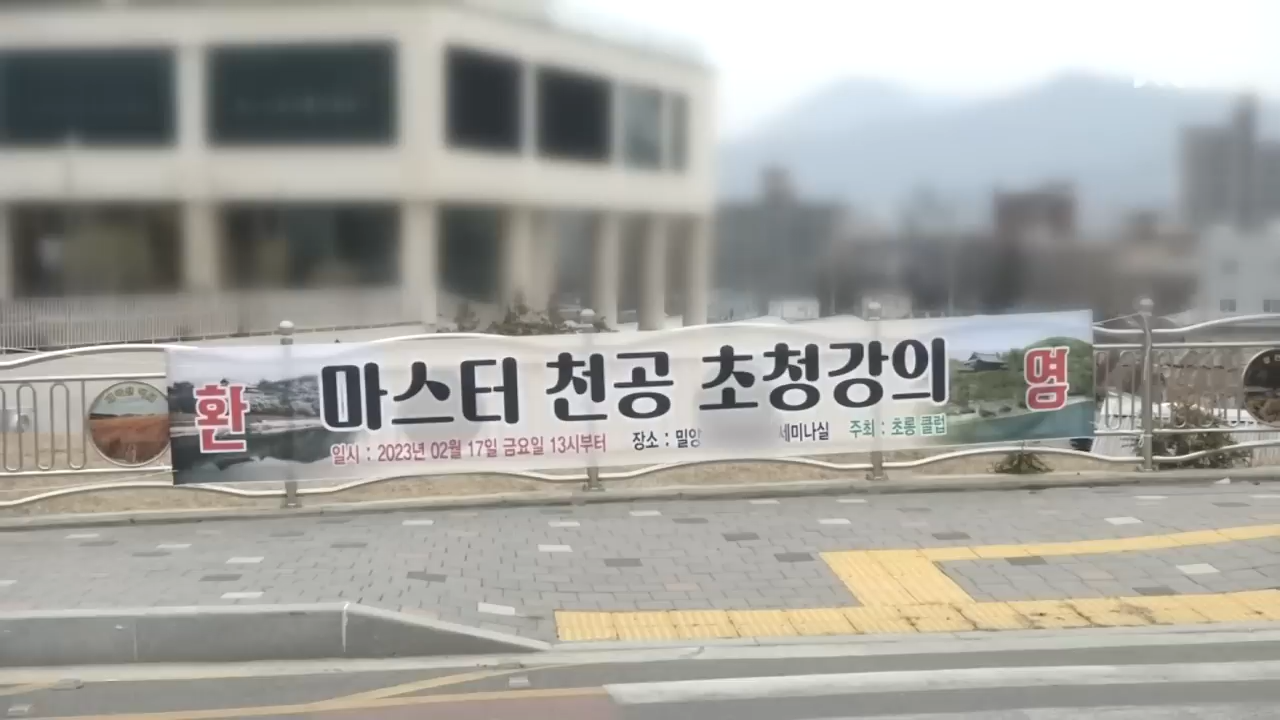 환 마스터 천공 초청강의 영
일시 : 2023년 02월 17일 금요일 13시부터 장소 : 밀양 세미나실 주최 : 초롱 클럽